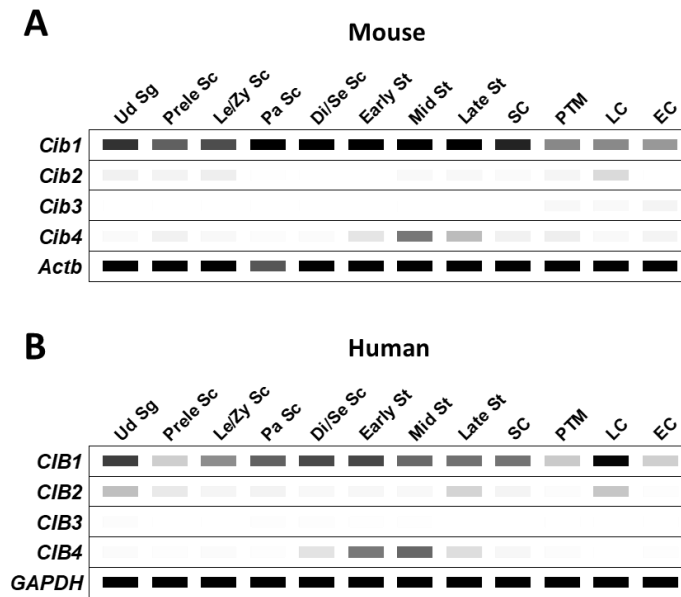 A
Mouse
Ud Sg Prele Sc Le/Zy Sc Pa Sc Di/Se Sc Early St Mid St Late St SC PTM LC EC
Cib1
Cib2
Cib3
Cib4
Actb
B
Human
Ud Sg Prele Sc Le/Zy Sc Pa Sc Di/Se Sc Early St Mid St Late St SC PTM LC EC
CIB1
CIB2
CIB3
CIB4
GAPDH